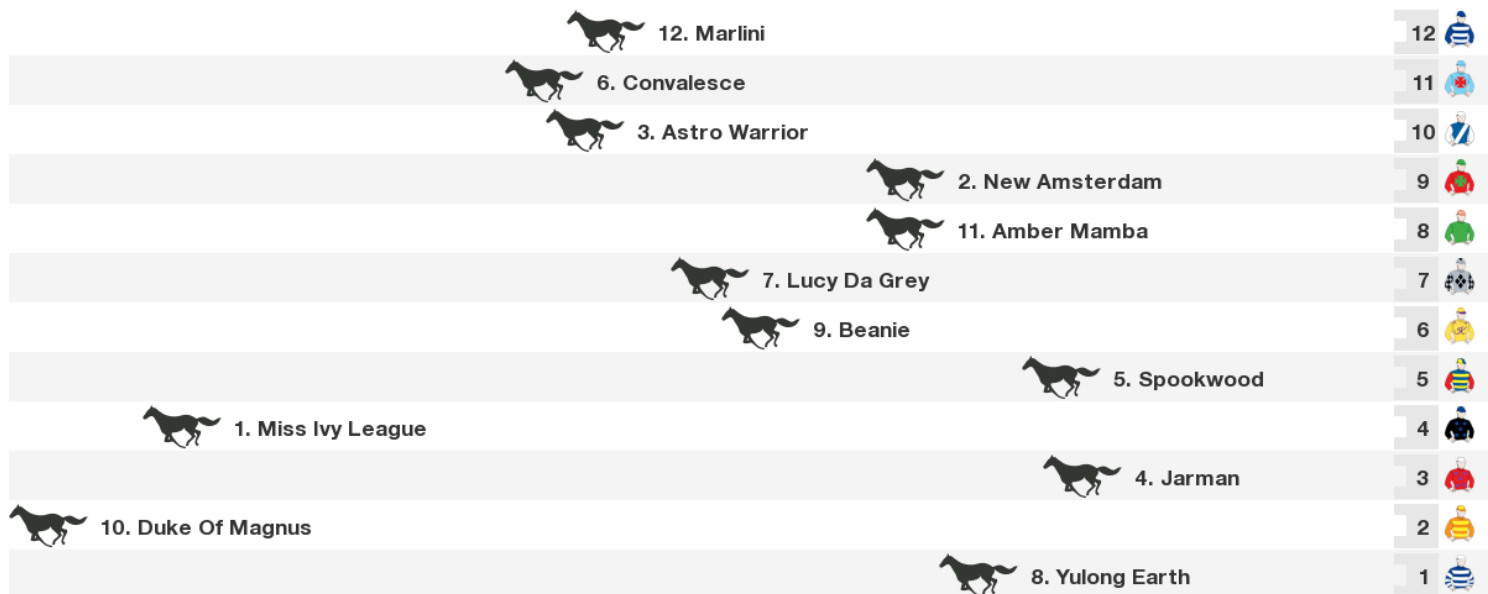 12. Marlini 12
6. Convalesce 11
3. Astro Warrior 10
2. New Amsterdam 9
11. Amber Mamba 8
7. Lucy Da Grey 7
9. Beanie 6
5. Spookwood 5
1. Miss Ivy League 4
4. Jarman 3
10. Duke Of Magnus 2
8. Yulong Earth 1